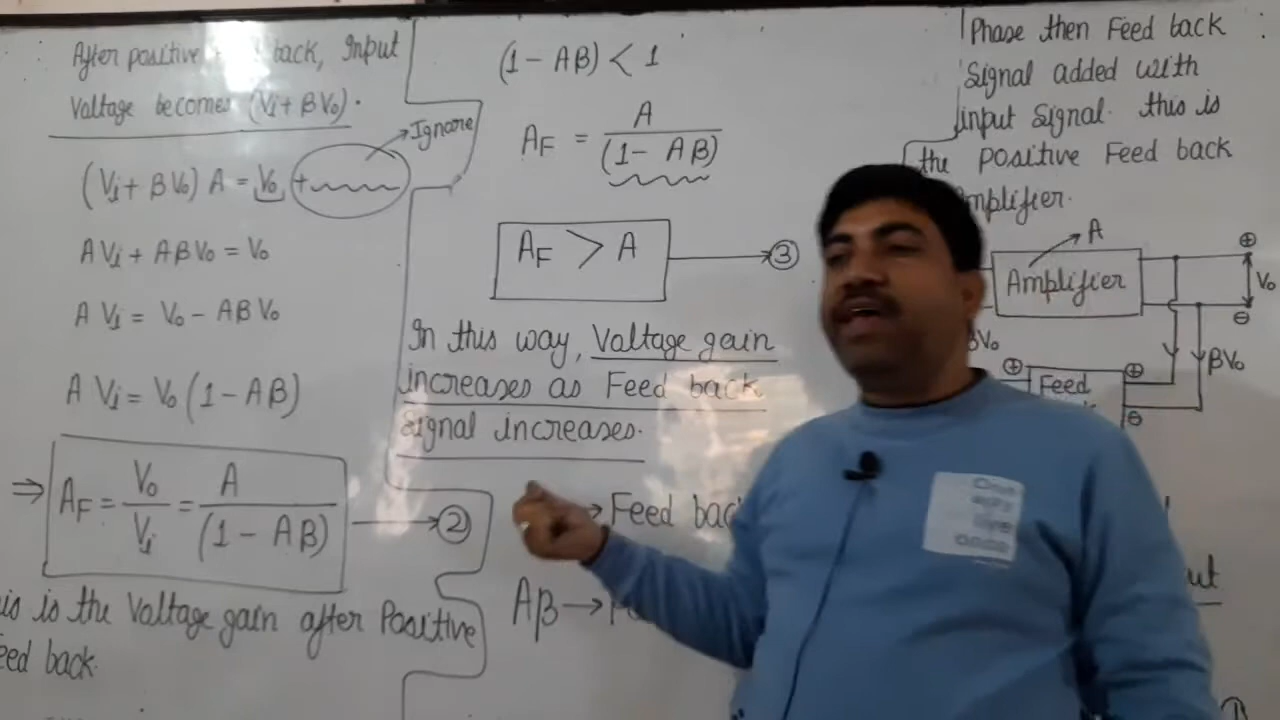 After positive back, Input
Voltage becomes (Vi + βVo).
Ignore
(Vi + βVo) A = Vo +
A Vi + AβVo = Vo
A Vi = Vo - AβVo
A Vi = Vo (1 - Aβ)
⇒ AF = Vo / Vi = A / (1 - Aβ) → 2
is is the Voltage gain after Positive
eed back.
(1 - Aβ) < 1
AF = A / (1 - Aβ)
AF > A → 3
In this way, Voltage gain
increases as Feed back
Signal increases.
→ Feed bac
Aβ →
Phase then Feed back
Signal added with
input Signal. this is
the positive Feed back
mplifier.
A
Amplifier
⊕
Vo
⊖
βVo
⊕ Feed ⊕
βVo
⊖
ut